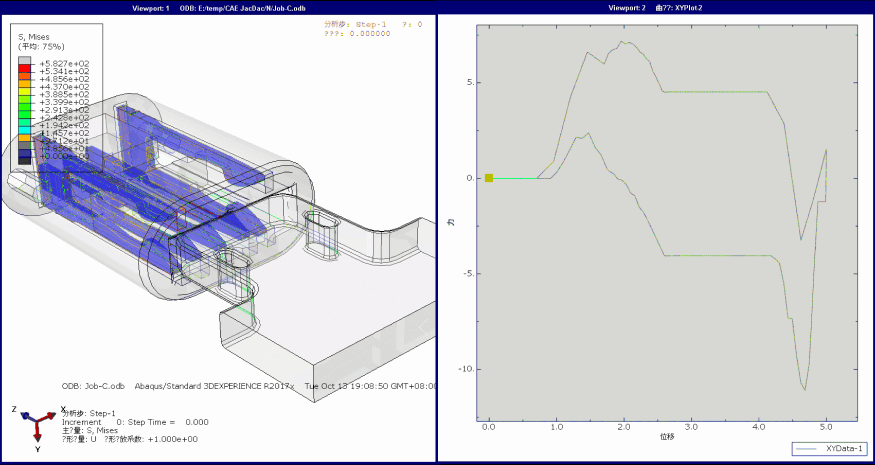 Viewport: 1 ODB: E:/temp/CAE JacDac/N/Job-C.odb
S, Mises
(平均: 75%)
+5.827e+02
+5.341e+02
+4.856e+02
+4.370e+02
+3.885e+02
+3.399e+02
+2.913e+02
+2.428e+02
+1.942e+02
+1.457e+02
+9.712e+01
+4.856e+01
+0.000e+00
分析步: Step-1 ?: 0
???: 0.000000
ODB: Job-C.odb Abaqus/Standard 3DEXPERIENCE R2017x Tue Oct 13 19:08:50 GMT+08:00
Z
X
Y
分析步: Step-1
Increment 0: Step Time = 0.000
主?量: S, Mises
?形?量: U ?形?放系数: +1.000e+00
Viewport: 2 曲??: XYPlot-2
力
5.
0.
-5.
-10.
0.0 1.0 2.0 3.0 4.0 5.0
位移
XYData-1